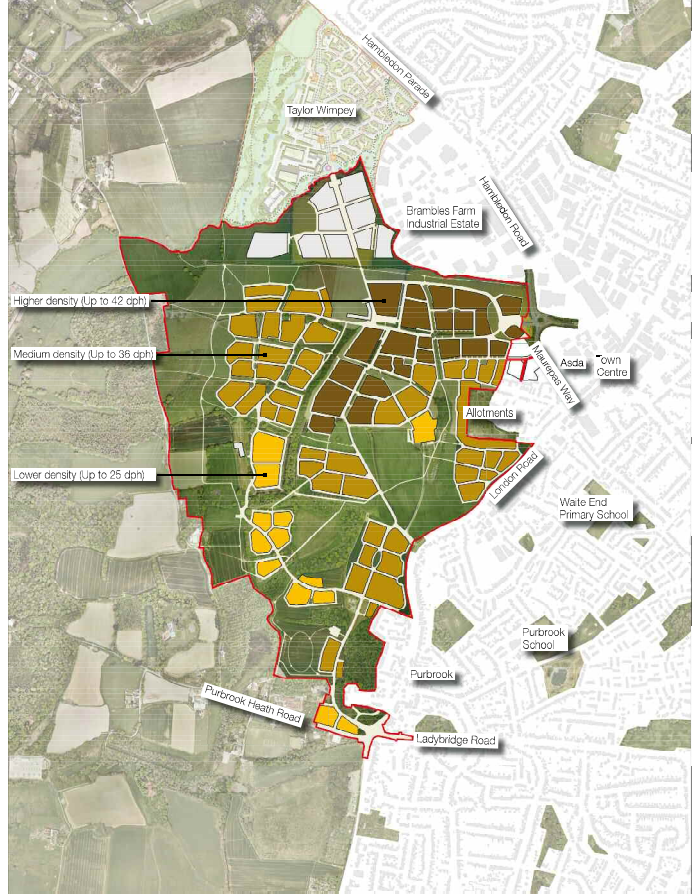 Hambledon Parade
Taylor Wimpey
Hambledon Road
Brambles Farm
Industrial Estate
Higher density (Up to 42 dph)
Medium density (Up to 36 dph)
Maurepas Way
Asda
own
Centre
Allotments
Lower density (Up to 25 dph)
London Road
Waite End
Primary School
Purbrook
School
Purbrook
Purbrook Heath Road
Ladybridge Road